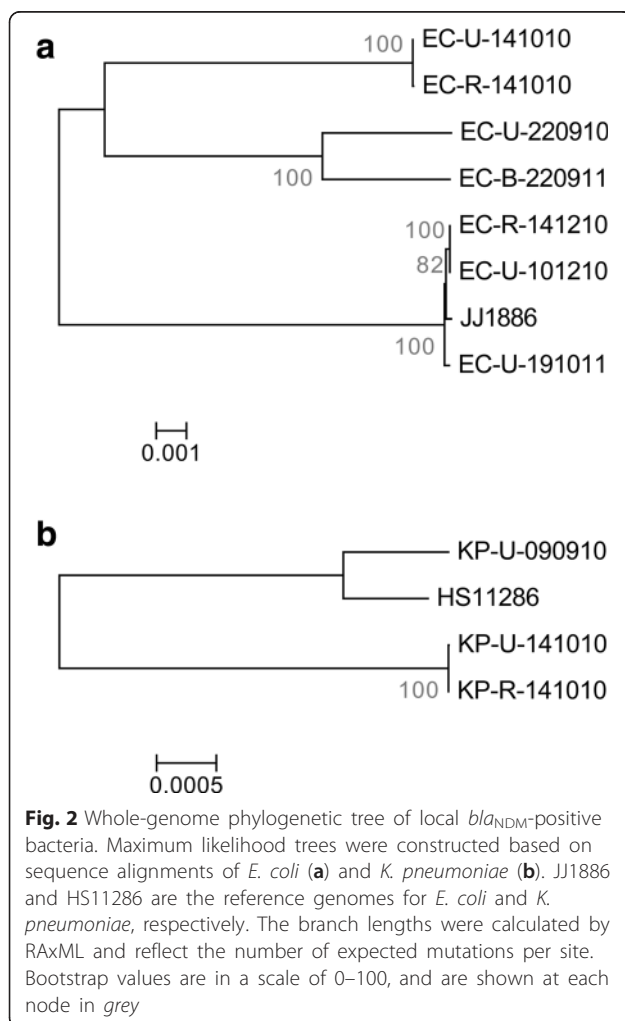 a
100 EC-U-141010
EC-R-141010
EC-U-220910
100 EC-B-220911
100 EC-R-141210
82 EC-U-101210
JJ1886
100 EC-U-191011
0.001
b
KP-U-090910
HS11286
KP-U-141010
100 KP-R-141010
0.0005
Fig. 2 Whole-genome phylogenetic tree of local blaNDM-positive
bacteria. Maximum likelihood trees were constructed based on
sequence alignments of E. coli (a) and K. pneumoniae (b). JJ1886
and HS11286 are the reference genomes for E. coli and K.
pneumoniae, respectively. The branch lengths were calculated by
RAxML and reflect the number of expected mutations per site.
Bootstrap values are in a scale of 0–100, and are shown at each
node in grey